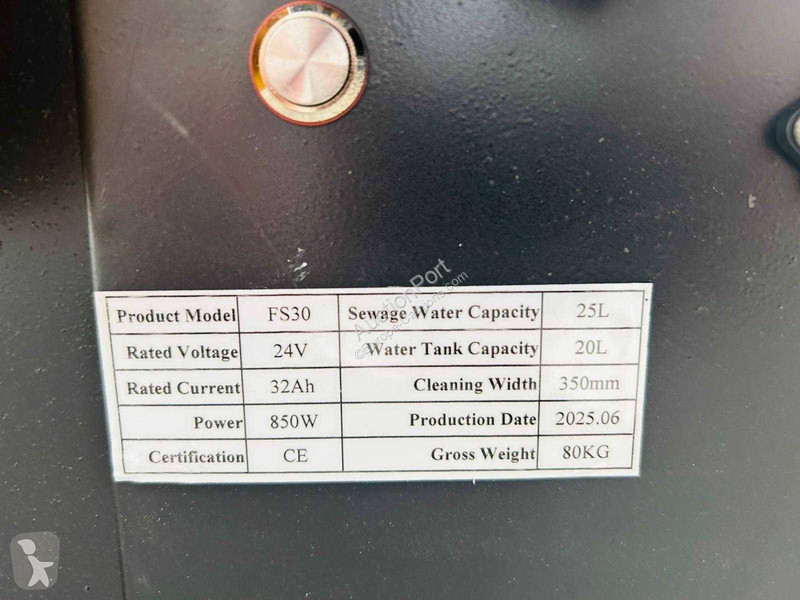 Product Model FS30 Sewage Water Capacity 25L
Rated Voltage 24V Water Tank Capacity 20L
Rated Current 32Ah Cleaning Width 350mm
Power 850W Production Date 2025.06
Certification CE Gross Weight 80KG
AuctionPort